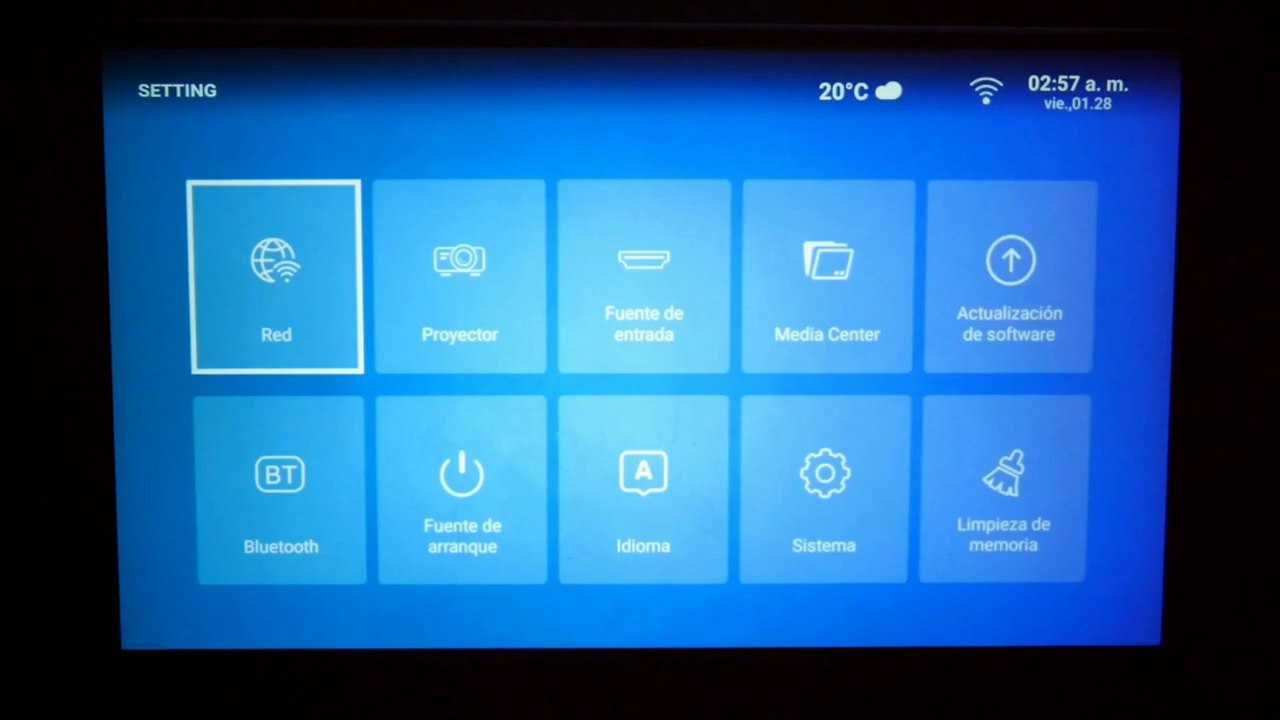 SETTING
20°C
02:57 a. m.
vie.,01.28
Red
Proyector
Fuente de
entrada
Media Center
Actualización
de software
BT
Bluetooth
Fuente de
arranque
A
Idioma
Sistema
Limpieza de
memoria